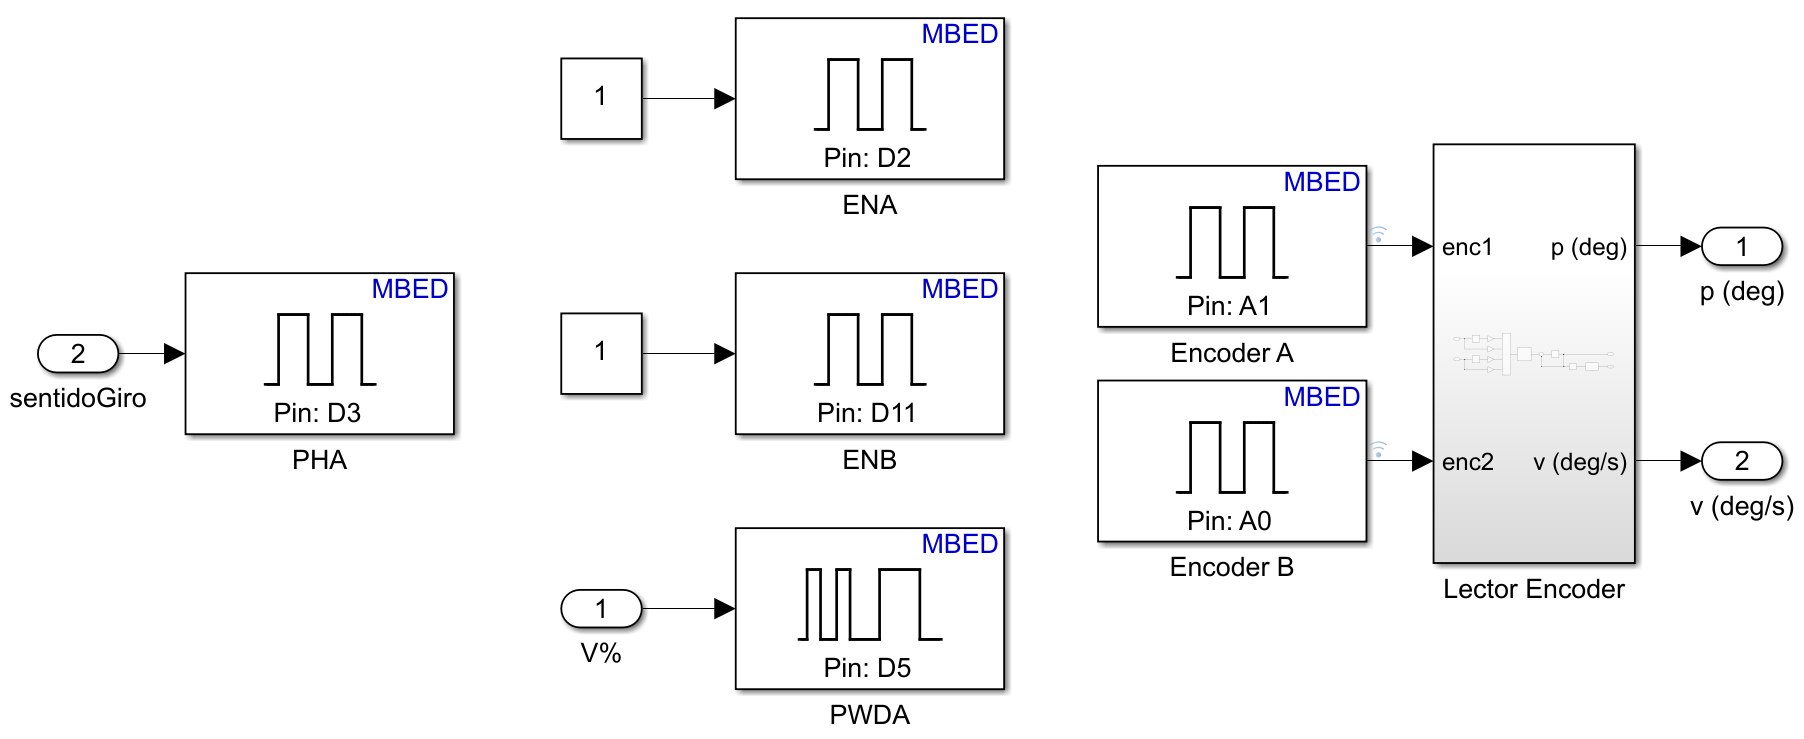 2
sentidoGiro
MBED
Pin: D3
PHA
1
MBED
Pin: D2
ENA
1
MBED
Pin: D11
ENB
1
V%
MBED
Pin: D5
PWDA
MBED
Pin: A1
Encoder A
MBED
Pin: A0
Encoder B
enc1
p (deg)
enc2
v (deg/s)
Lector Encoder
1
p (deg)
2
v (deg/s)